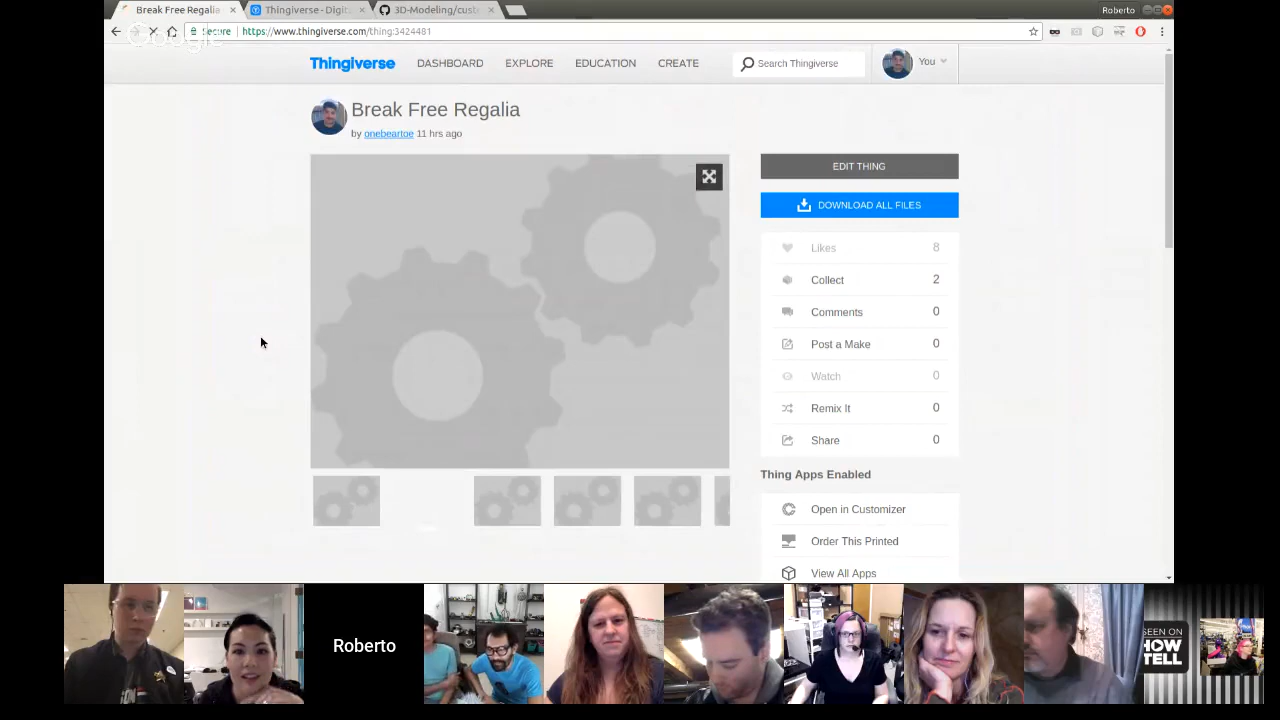 Break Free Regalia
Thingiverse - Digit
3D-Modeling/cust
Roberto
Google
Secure
https://www.thingiverse.com/thing:3424481
Thingiverse
DASHBOARD
EXPLORE
EDUCATION
CREATE
Search Thingiverse
You
Break Free Regalia
by onebeartoe 11 hrs ago
EDIT THING
DOWNLOAD ALL FILES
Likes 8
Collect 2
Comments 0
Post a Make 0
Watch 0
Remix It 0
Share 0
Thing Apps Enabled
Open in Customizer
Order This Printed
View All Apps
Roberto
SEEN ON
HOW
TELL